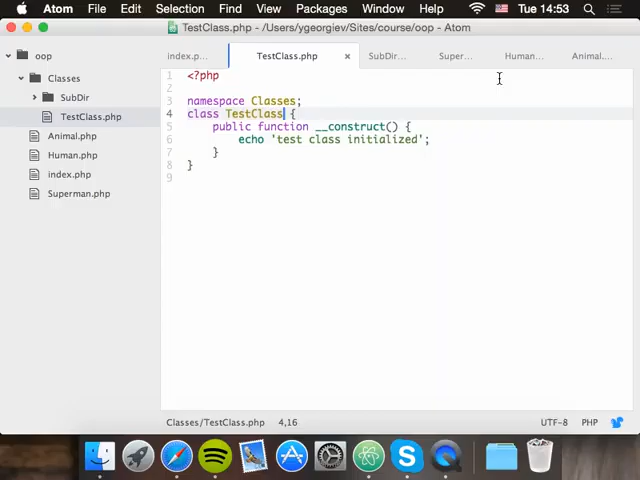 Atom File Edit Selection Find View Packages Window Help Tue 14:53
TestClass.php - /Users/ygeorgiev/Sites/course/oop - Atom
oop
Classes
SubDir
TestClass.php
Animal.php
Human.php
index.php
Superman.php
index.p... TestClass.php × SubDir... Super... Human... Animal....
1 <?php
2
3 namespace Classes;
4 class TestClass {
5 public function __construct() {
6 echo 'test class initialized';
7 }
8 }
9
Classes/TestClass.php 4,16 UTF-8 PHP